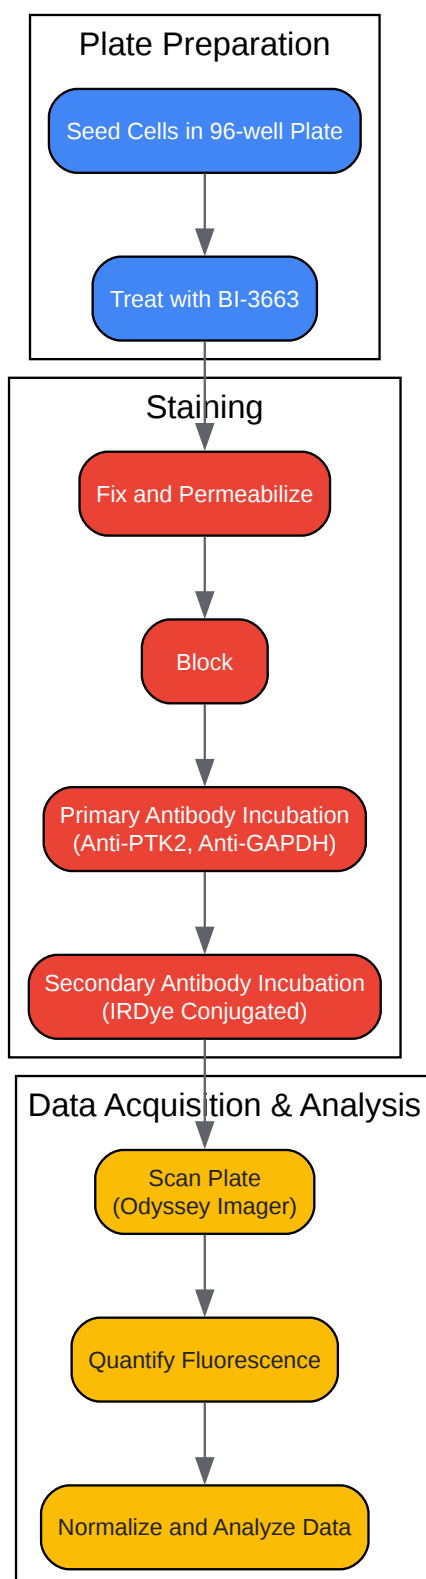 Plate Preparation
Seed Cells in 96-well Plate
Treat with BI-3663
Staining
Fix and Permeabilize
Block
Primary Antibody Incubation
(Anti-PTK2, Anti-GAPDH)
Secondary Antibody Incubation
(IRDye Conjugated)
Data Acquisition & Analysis
Scan Plate
(Odyssey Imager)
Quantify Fluorescence
Normalize and Analyze Data